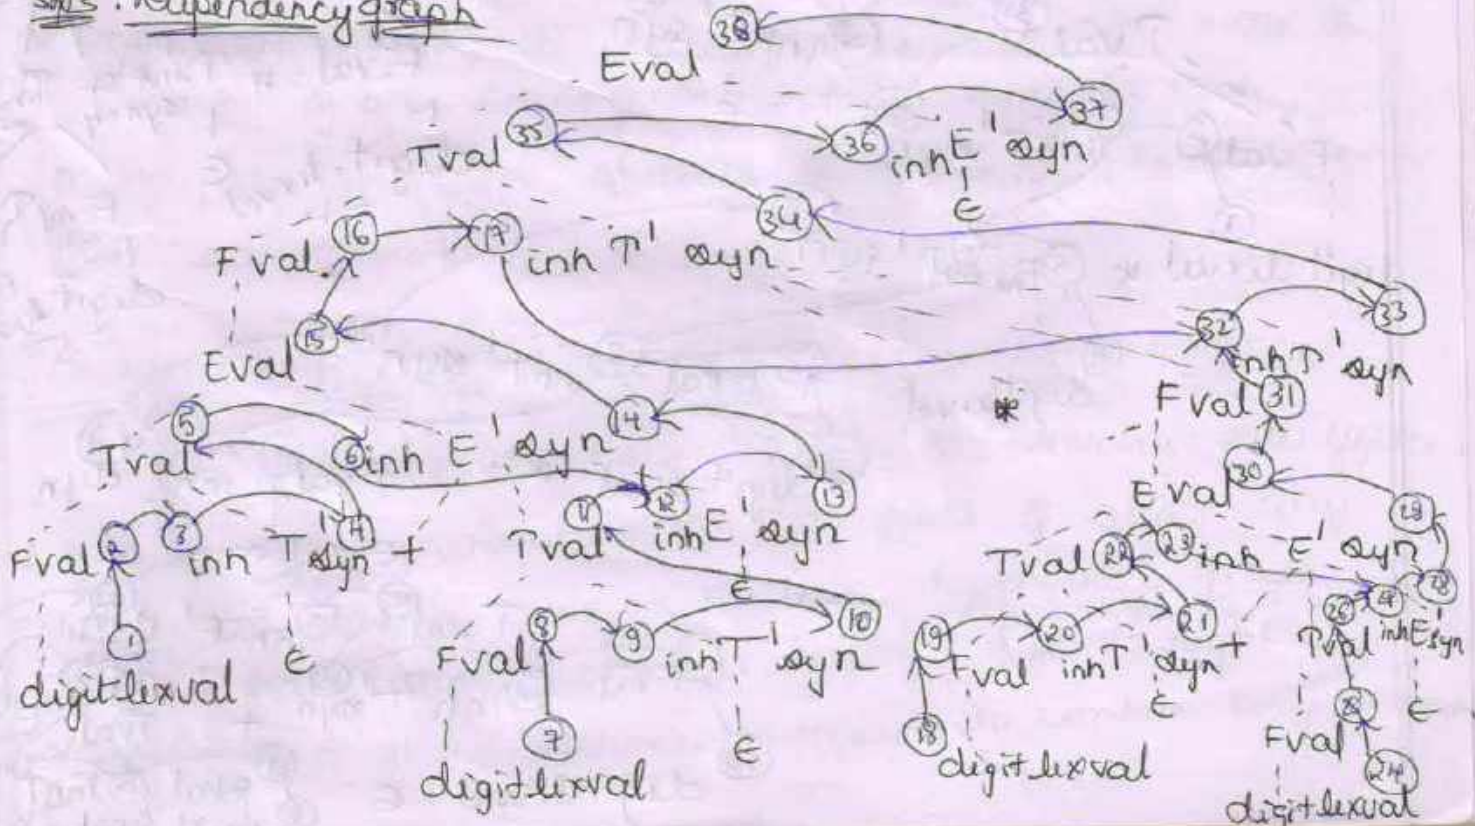 Step 3 : Dependency graph
38
Eval
37
35
36 inh E' syn
Tval
34
ε
16 17
Fval. inh T' syn
33
15 32
Eval inh T' syn
Fval 31
*
5 14
Tval 6 inh E' syn
30
Eval
11 12 13 29
2 3 4
Fval inh T' syn +
Tval inh E' syn
Tval 22 23 inh E' syn
28
ε
1
digit lexval
ε
8 9 10
Fval inh T' syn
19 20 21
Fval inh T' syn +
26 inh E' syn
Tval
7
ε
ε
ε
18
Fval
digit lexval
digit lexval
24
digit lexval